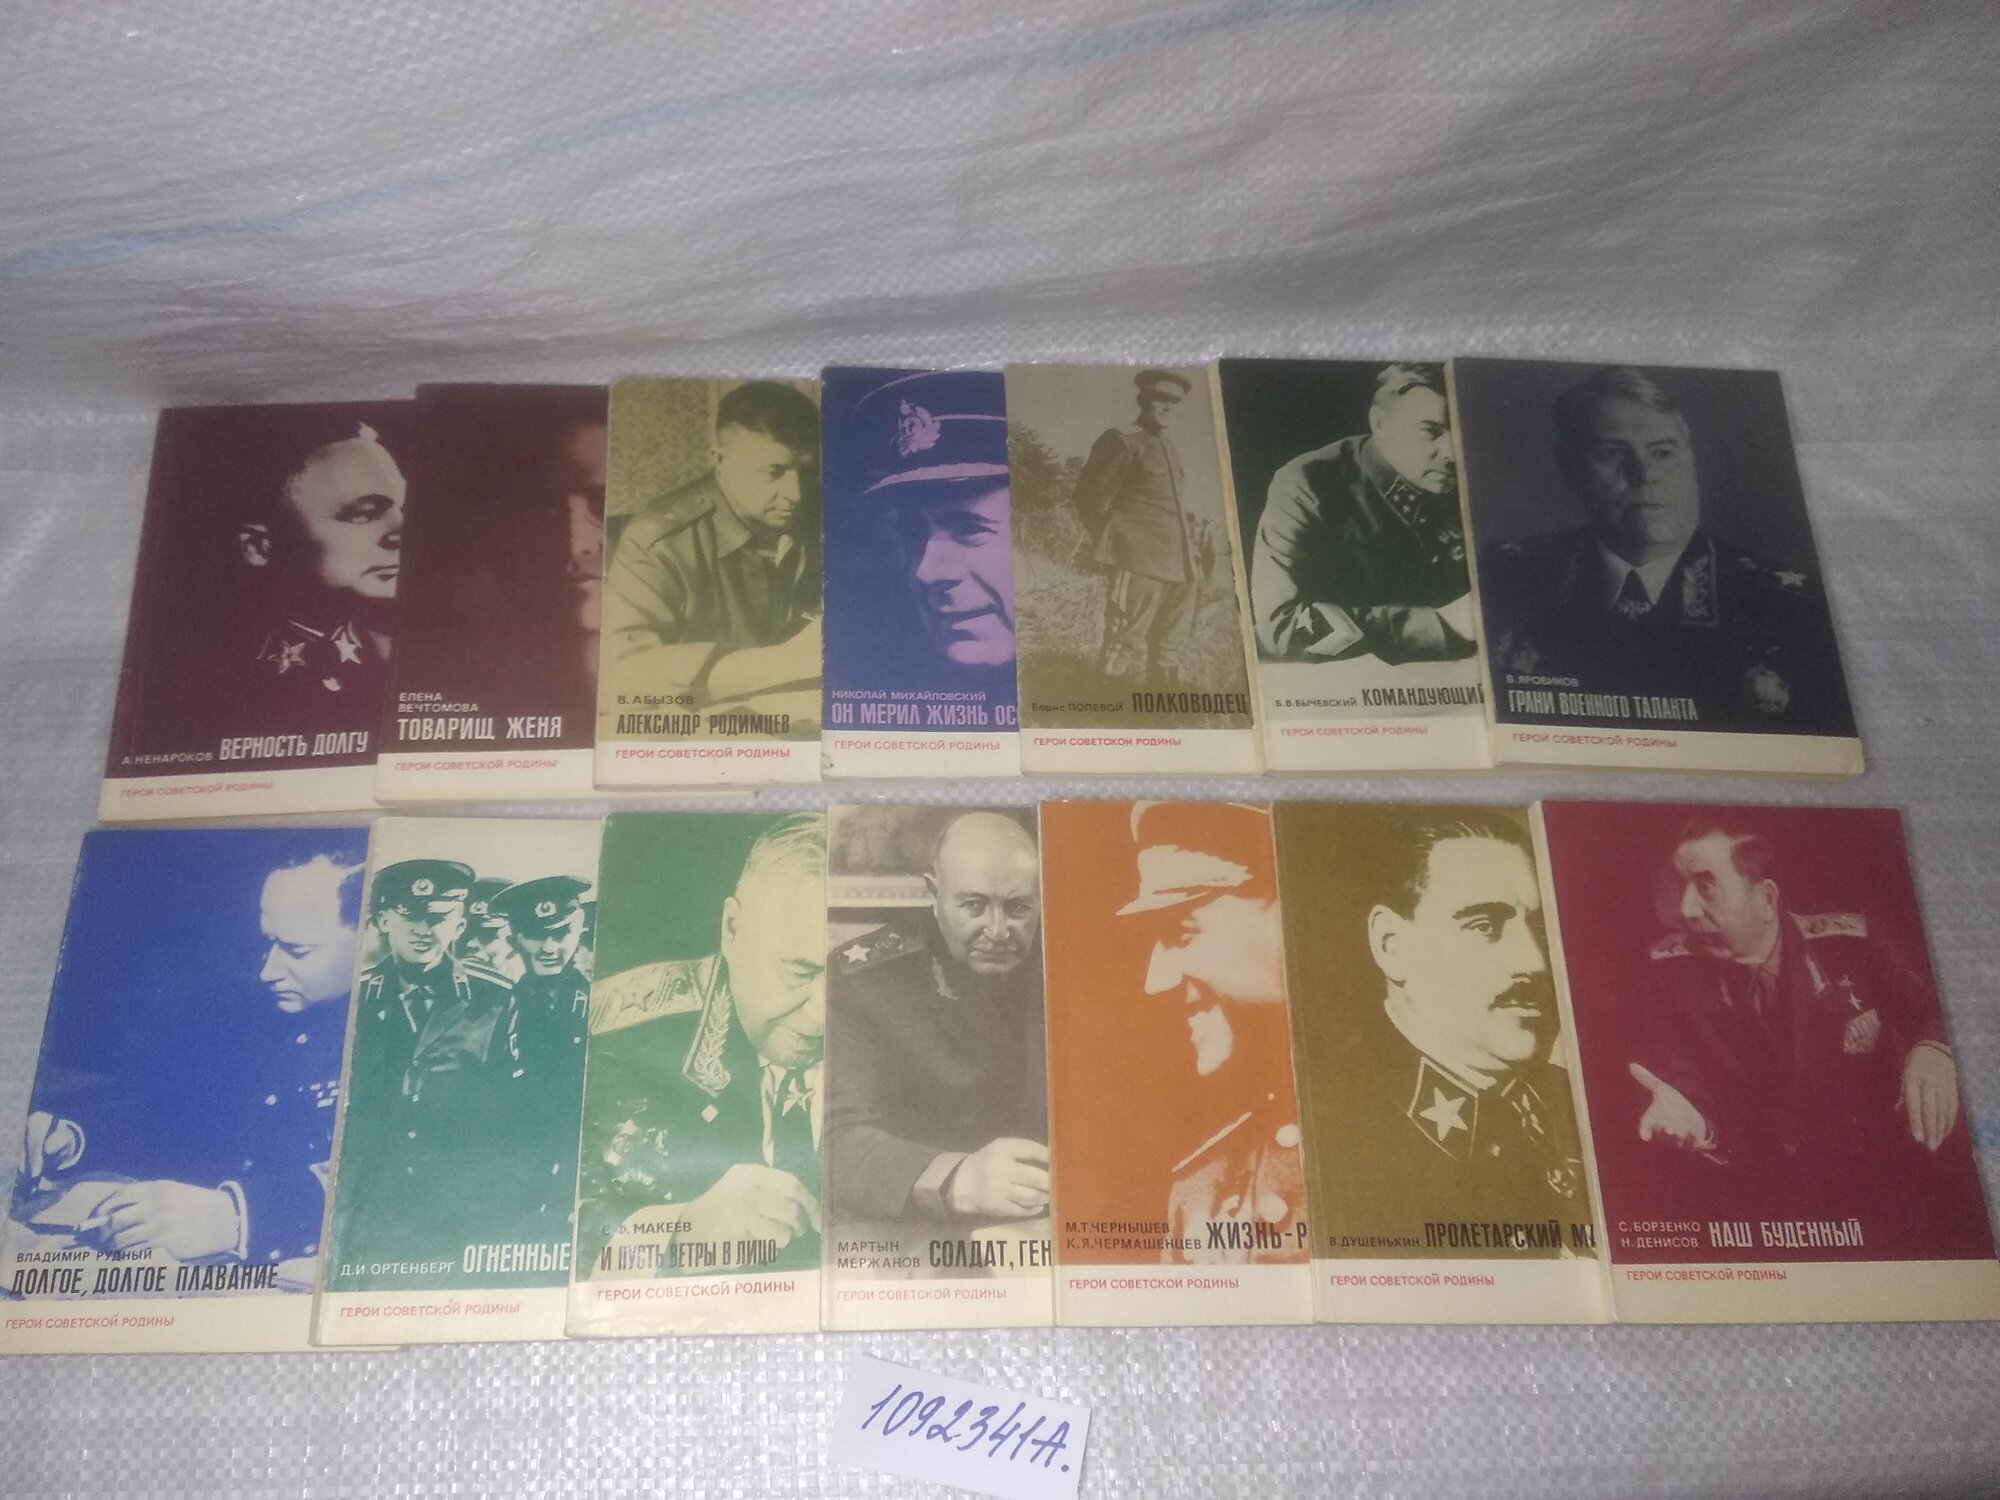 А.НЕНАРОКОВ ВЕРНОСТЬ ДОЛГУ
ГЕРОИ СОВЕТСКОЙ РОДИНЫ
ЕЛЕНА
ВЕЧТОМОВА
ТОВАРИЩ ЖЕНЯ
ГЕРОИ СОВЕТСКОЙ РОДИНЫ
В.АБЫЗОВ
АЛЕКСАНДР РОДИМЦЕВ
ГЕРОИ СОВЕТСКОЙ РОДИНЫ
НИКОЛАЙ МИХАЙЛОВСКИЙ
ОН МЕРИЛ ЖИЗНЬ ОС
ГЕРОИ СОВЕТСКОЙ РОДИНЫ
Борис ПОЛЕВОЙ ПОЛКОВОДЕЦ
ГЕРОИ СОВЕТСКОЙ РОДИНЫ
Б.В.БЫЧЕВСКИЙ КОМАНДУЮЩИЙ
ГЕРОИ СОВЕТСКОЙ РОДИНЫ
В. ЯРОВИКОВ
ГРАНИ ВОЕННОГО ТАЛАНТА
ГЕРОИ СОВЕТСКОЙ РОДИНЫ
ВЛАДИМИР РУДНЫЙ
ДОЛГОЕ, ДОЛГОЕ ПЛАВАНИЕ
ГЕРОИ СОВЕТСКОЙ РОДИНЫ
Д.И.ОРТЕНБЕРГ ОГНЕННЫЕ
ГЕРОИ СОВЕТСКОЙ РОДИНЫ
Е.Ф.МАКЕЕВ
И ПУСТЬ ВЕТРЫ В ЛИЦО
ГЕРОИ СОВЕТСКОЙ РОДИНЫ
МАРТЫН
МЕРЖАНОВ СОЛДАТ, ГЕН
ГЕРОИ СОВЕТСКОЙ РОДИНЫ
М.Т.ЧЕРНЫШЕВ
К.Я.ЧЕРМАШЕНЦЕВ ЖИЗНЬ-Р
ГЕРОИ СОВЕТСКОЙ РОДИНЫ
В.ДУШЕНЬКИН ПРОЛЕТАРСКИЙ МА
ГЕРОИ СОВЕТСКОЙ РОДИНЫ
С.БОРЗЕНКО
Н.ДЕНИСОВ НАШ БУДЕННЫЙ
ГЕРОИ СОВЕТСКОЙ РОДИНЫ
1092341А.